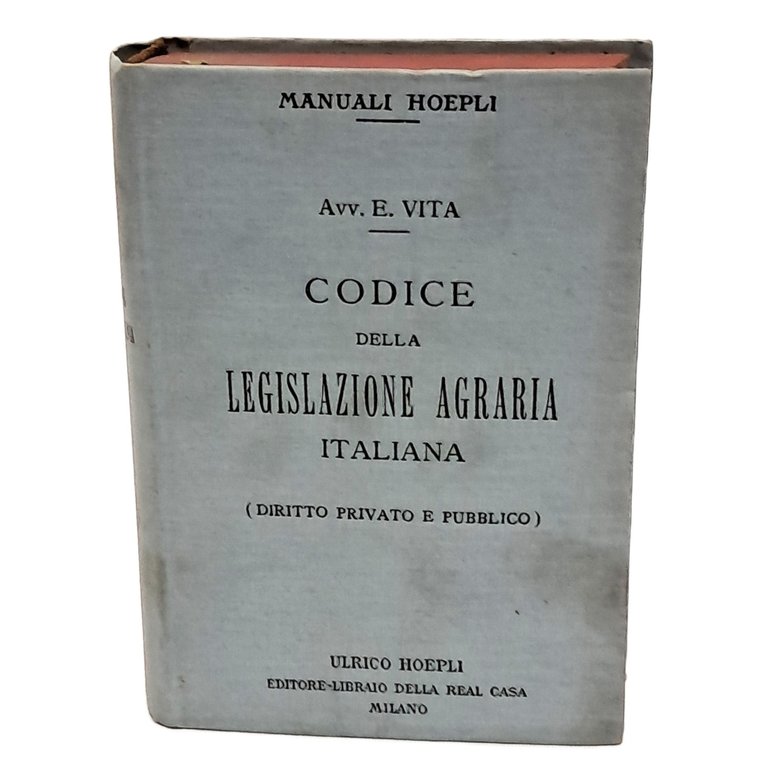 MANUALI HOEPLI
AVV. E. VITA
CODICE
DELLA
LEGISLAZIONE AGRARIA
ITALIANA
(DIRITTO PRIVATO E PUBBLICO)
ULRICO HOEPLI
EDITORE-LIBRAIO DELLA REAL CASA
MILANO